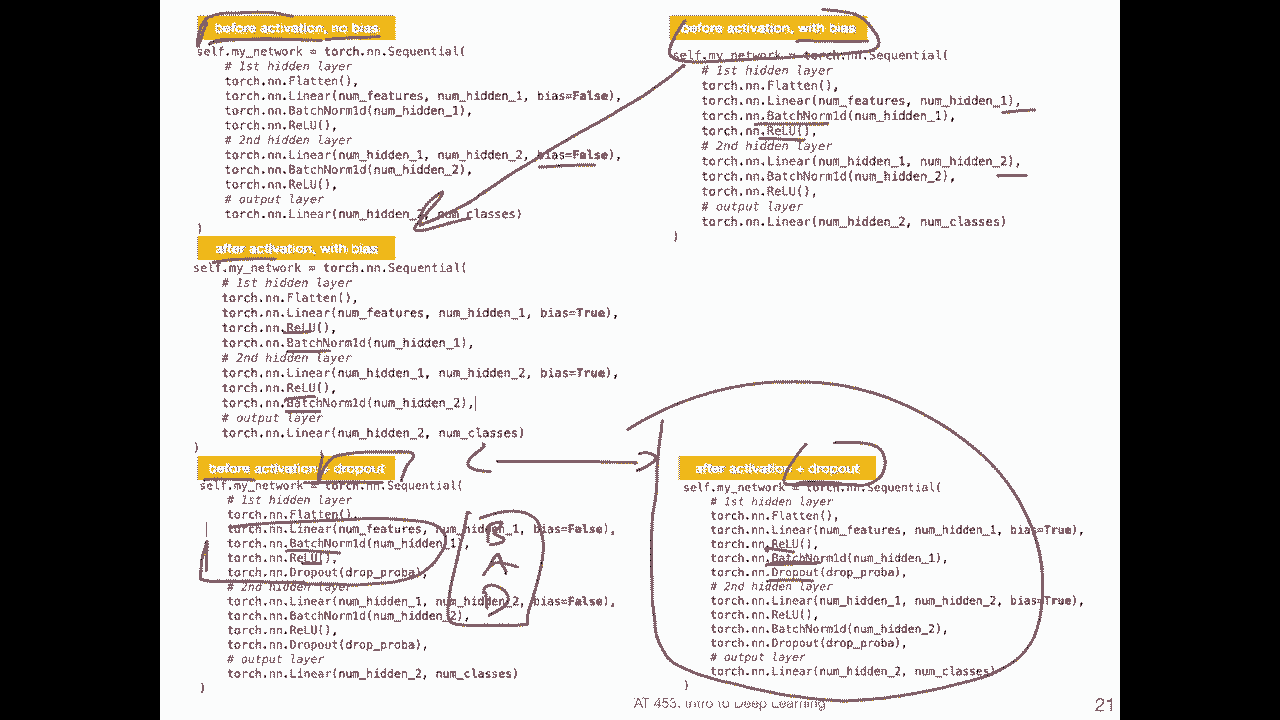 before activation, no bias
self.my_network = torch.nn.Sequential(
# 1st hidden layer
torch.nn.Flatten(),
torch.nn.Linear(num_features, num_hidden_1, bias=False),
torch.nn.BatchNorm1d(num_hidden_1),
torch.nn.ReLU(),
# 2nd hidden layer
torch.nn.Linear(num_hidden_1, num_hidden_2, bias=False),
torch.nn.BatchNorm1d(num_hidden_2),
torch.nn.ReLU(),
# output layer
torch.nn.Linear(num_hidden_2, num_classes)
)
before activation, with bias
self.my_network = torch.nn.Sequential(
# 1st hidden layer
torch.nn.Flatten(),
torch.nn.Linear(num_features, num_hidden_1),
torch.nn.BatchNorm1d(num_hidden_1),
torch.nn.ReLU(),
# 2nd hidden layer
torch.nn.Linear(num_hidden_1, num_hidden_2),
torch.nn.BatchNorm1d(num_hidden_2),
torch.nn.ReLU(),
# output layer
torch.nn.Linear(num_hidden_2, num_classes)
)
after activation, with bias
self.my_network = torch.nn.Sequential(
# 1st hidden layer
torch.nn.Flatten(),
torch.nn.Linear(num_features, num_hidden_1, bias=True),
torch.nn.ReLU(),
torch.nn.BatchNorm1d(num_hidden_1),
# 2nd hidden layer
torch.nn.Linear(num_hidden_1, num_hidden_2, bias=True),
torch.nn.ReLU(),
torch.nn.BatchNorm1d(num_hidden_2),
# output layer
torch.nn.Linear(num_hidden_2, num_classes)
)
before activation + dropout
self.my_network = torch.nn.Sequential(
# 1st hidden layer
torch.nn.Flatten(),
torch.nn.Linear(num_features, num_hidden_1, bias=False),
torch.nn.BatchNorm1d(num_hidden_1),
torch.nn.ReLU(),
torch.nn.Dropout(drop_proba),
# 2nd hidden layer
torch.nn.Linear(num_hidden_1, num_hidden_2, bias=False),
torch.nn.BatchNorm1d(num_hidden_2),
torch.nn.ReLU(),
torch.nn.Dropout(drop_proba),
# output layer
torch.nn.Linear(num_hidden_2, num_classes)
)
B
A
D
after activation + dropout
self.my_network = torch.nn.Sequential(
# 1st hidden layer
torch.nn.Flatten(),
torch.nn.Linear(num_features, num_hidden_1, bias=True),
torch.nn.ReLU(),
torch.nn.BatchNorm1d(num_hidden_1),
torch.nn.Dropout(drop_proba),
# 2nd hidden layer
torch.nn.Linear(num_hidden_1, num_hidden_2, bias=True),
torch.nn.ReLU(),
torch.nn.BatchNorm1d(num_hidden_2),
torch.nn.Dropout(drop_proba),
# output layer
torch.nn.Linear(num_hidden_2, num_classes)
)
AT 453: Intro to Deep Learning
21